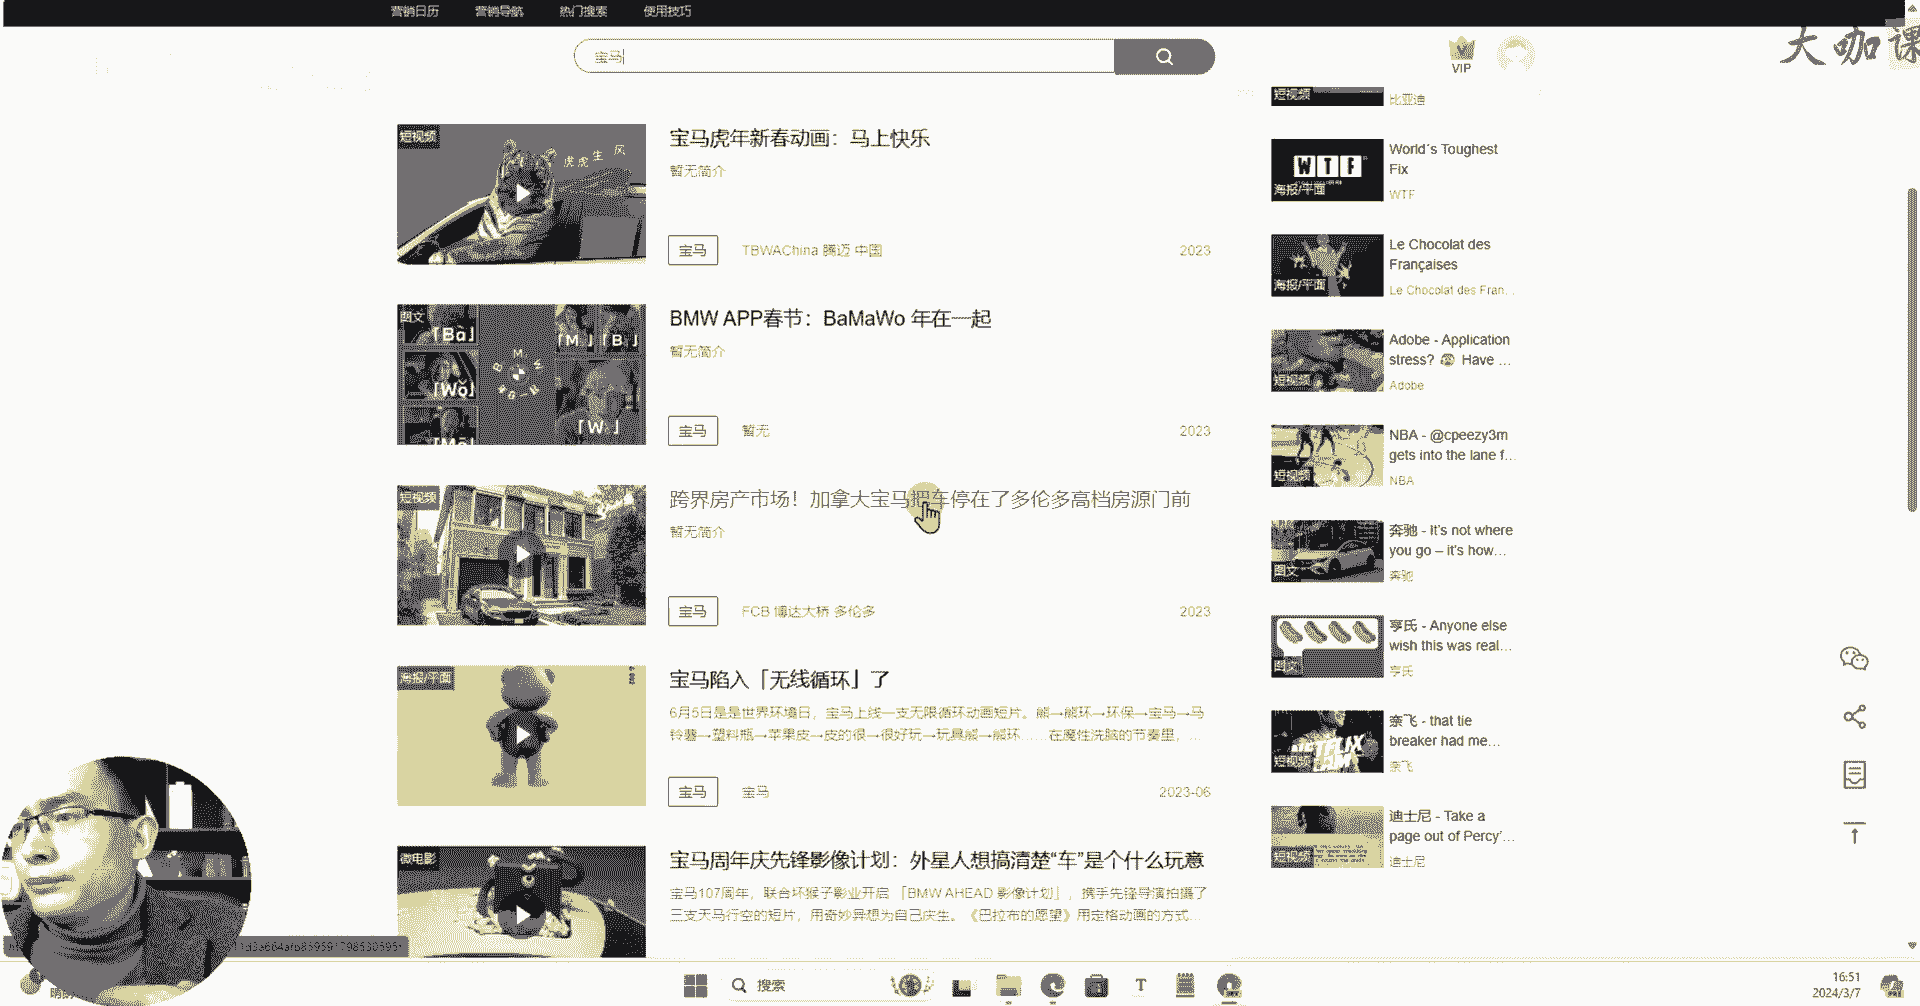 营销日历 营销导航 热门搜索 使用技巧
宝马
VIP
大咖课
短视频
宝马虎年新春动画：马上快乐
虎虎生风
暂无简介
宝马 TBWAChina 腾迈 中国 2023
图文
BMW APP春节：BaMaWo 年在一起
「Bà」
「M」「B」
「Wǒ」
「W」
暂无简介
宝马 暂无 2023
短视频
跨界房产市场！加拿大宝马把车停在了多伦多高档房源门前
暂无简介
宝马 FCB 博达大桥 多伦多 2023
海报/平面
宝马陷入「无线循环」了
6月5日是是世界环境日，宝马上线一支无限循环动画短片。熊→熊环→环保→宝马→马
铃薯→塑料瓶→苹果皮→皮的很→很好玩→玩具熊→熊环……在魔性洗脑的节奏里，...
宝马 宝马 2023-06
微电影
宝马周年庆先锋影像计划：外星人想搞清楚“车”是个什么玩意
宝马107周年，联合坏猴子影业开启 「BMW AHEAD 影像计划」，携手先锋导演拍摄了
三支天马行空的短片，用奇妙异想为自己庆生。《巴拉布的愿望》用定格动画的方式...
短视频
比亚迪
WTF
海报/平面
World´s Toughest
Fix
WTF
海报/平面
Le Chocolat des
Françaises
Le Chocolat des Fran...
短视频
Adobe - Application
stress? 😰 Have ...
Adobe
短视频
NBA - @cpeezy3m
gets into the lane f...
NBA
图文
奔驰 - It's not where
you go – it's how...
奔驰
图文
亨氏 - Anyone else
wish this was real...
亨氏
NETFLIX
短视频
奈飞 - that tie
breaker had me...
奈飞
短视频
迪士尼 - Take a
page out of Percy'...
迪士尼
搜索
16:51
2024/3/7